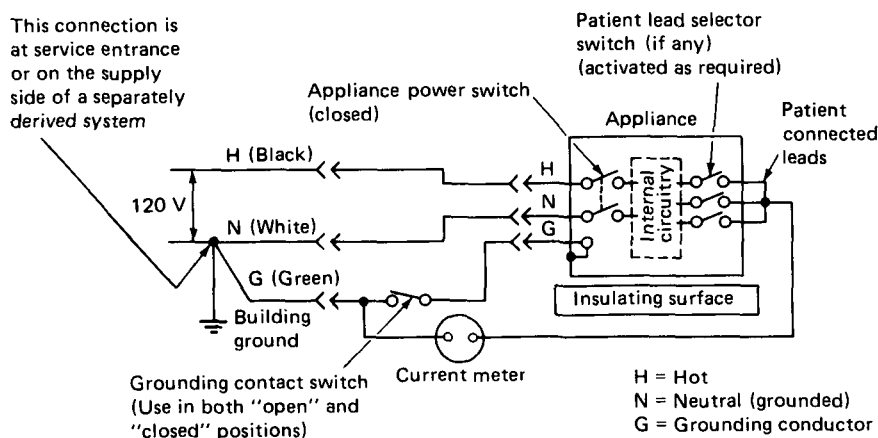 This connection is
at service entrance
or on the supply
side of a separately
derived system
Patient lead selector
switch (if any)
(activated as required)
Appliance power switch
(closed)
Appliance
Patient
connected
leads
H (Black)
H
120 V
N (White)
N
G
Internal
circuitry
G (Green)
Building
ground
Insulating surface
Grounding contact switch
(Use in both "open" and
"closed" positions)
Current meter
H = Hot
N = Neutral (grounded)
G = Grounding conductor